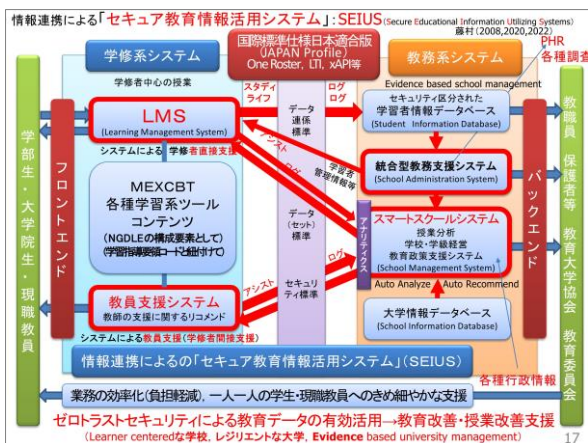 情報連携による「セキュア教育情報活用システム」: SEIUS(Secure Educational Information Utilizing Systems)
藤村(2008,2020,2022)
国際標準仕様日本適合版
(JAPAN Profile)
One Roster, LTI, xAPI等
PHR
各種調査
学修系システム
教務系システム
学修者中心の授業
Evidence based school management
LMS
(Learning Management System)
システムによる学修者直接支援
スタディ
ライフ
ログ
ログ
データ
連係
標準
セキュリティ区分された
学習者情報データベース
(Student Information Database)
アシスト
ログ
学習者
管理情報等
統合型教務支援システム
(School Administration System)
MEXCBT
各種学習系ツール
コンテンツ
(NGDLEの構成要素として)
(学習指導要領コードと紐付けて)
データ
(セット)
標準
アナリティクス
スマートスクールシステム
授業分析
学校・学級経営
教育政策支援システム
(School Management System)
Auto Analyze
Auto Recommend
教員支援システム
教師の支援に関するリコメンド
システムによる教員支援(学修者間接支援)
アシスト
ログ
セキュリ
ティ標準
大学情報データベース
(School Information Database)
学部生・大学院生・現職教員
フロントエンド
バックエンド
教職員 保護者等 教育大学協会 教育委員会
情報連携によるの「セキュア教育情報活用システム」(SEIUS)
各種行政情報
業務の効率化(負担軽減)、一人一人の学生・現職教員へのきめ細やかな支援
ゼロトラストセキュリティによる教育データの有効活用→教育改善・授業改善支援
(Learner centeredな学校, レジリエントな大学, Evidence based university management)
17